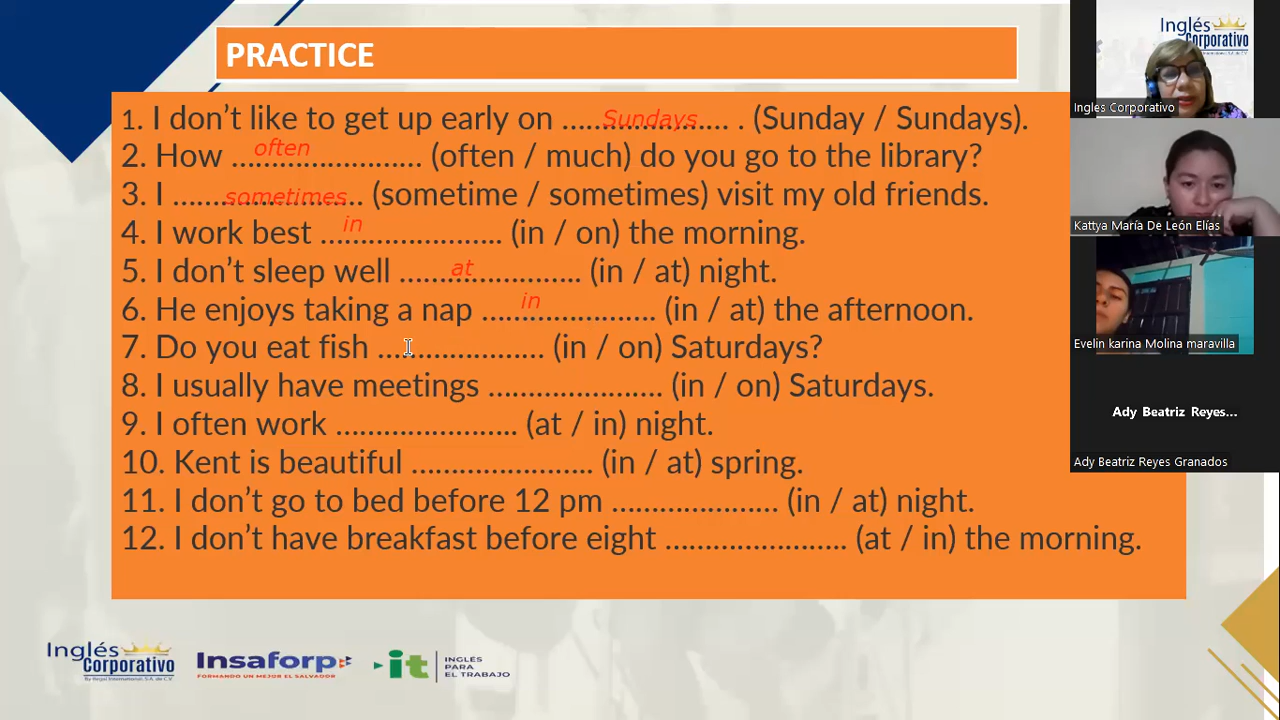 PRACTICE
1. I don't like to get up early on ........Sundays........ . (Sunday / Sundays).
2. How ...often................... (often / much) do you go to the library?
3. I .......sometimes.. (sometime / sometimes) visit my old friends.
4. I work best ...in.................. (in / on) the morning.
5. I don't sleep well .......at............... (in / at) night.
6. He enjoys taking a nap .....in............... (in / at) the afternoon.
7. Do you eat fish ..................... (in / on) Saturdays?
8. I usually have meetings ...................... (in / on) Saturdays.
9. I often work ....................... (at / in) night.
10. Kent is beautiful ....................... (in / at) spring.
11. I don't go to bed before 12 pm ..................... (in / at) night.
12. I don't have breakfast before eight ....................... (at / in) the morning.
Inglés
Corporativo
By Illegal International, S.A. de C.V.
Insaforp
FORMANDO UN MEJOR EL SALVADOR
it
INGLÉS
PARA
EL TRABAJO
Inglés
Corporativo
Ingles Corporativo
Kattya María De León Elías
Evelin karina Molina maravilla
Ady Beatriz Reyes...
Ady Beatriz Reyes Granados